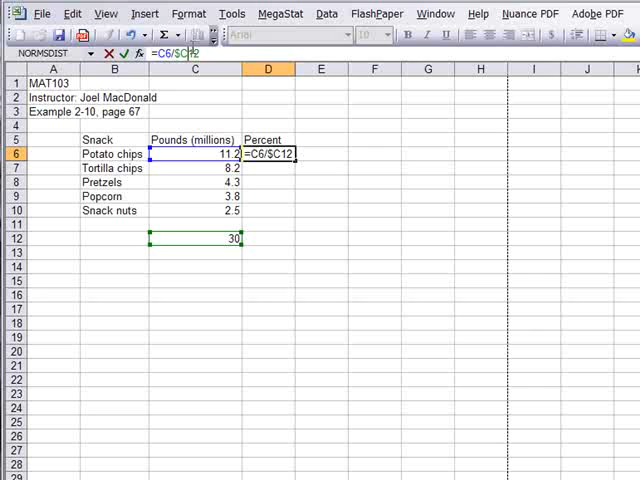 File Edit View Insert Format Tools MegaStat Data FlashPaper Window Help Nuance PDF Adobe PDF
Σ Arial 10 B I U $
NORMSDIST fx =C6/$C12
A B C D E F G H I J K
1 MAT103
2 Instructor: Joel MacDonald
3 Example 2-10, page 67
4
5 Snack Pounds (millions) Percent
6 Potato chips 11.2 =C6/$C12
7 Tortilla chips 8.2
8 Pretzels 4.3
9 Popcorn 3.8
10 Snack nuts 2.5
11
12 30
13
14
15
16
17
18
19
20
21
22
23
24
25
26
27
28
29